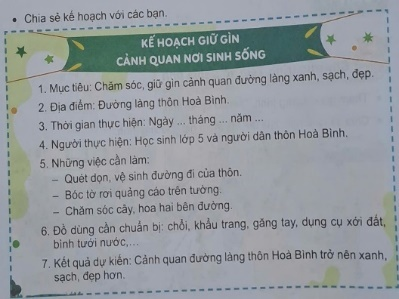 • Chia sẻ kế hoạch với các bạn.
KẾ HOẠCH GIỮ GÌN
CẢNH QUAN NƠI SINH SỐNG
1. Mục tiêu: Chăm sóc, giữ gìn cảnh quan đường làng xanh, sạch, đẹp.
2. Địa điểm: Đường làng thôn Hoà Bình.
3. Thời gian thực hiện: Ngày ... tháng ... năm ...
4. Người thực hiện: Học sinh lớp 5 và người dân thôn Hoà Bình.
5. Những việc cần làm:
– Quét dọn, vệ sinh đường đi của thôn.
– Bóc tờ rơi quảng cáo trên tường.
– Chăm sóc cây, hoa hai bên đường.
6. Đồ dùng cần chuẩn bị: chổi, khẩu trang, găng tay, dụng cụ xới đất,
bình tưới nước,...
7. Kết quả dự kiến: Cảnh quan đường làng thôn Hoà Bình trở nên xanh,
sạch, đẹp hơn.